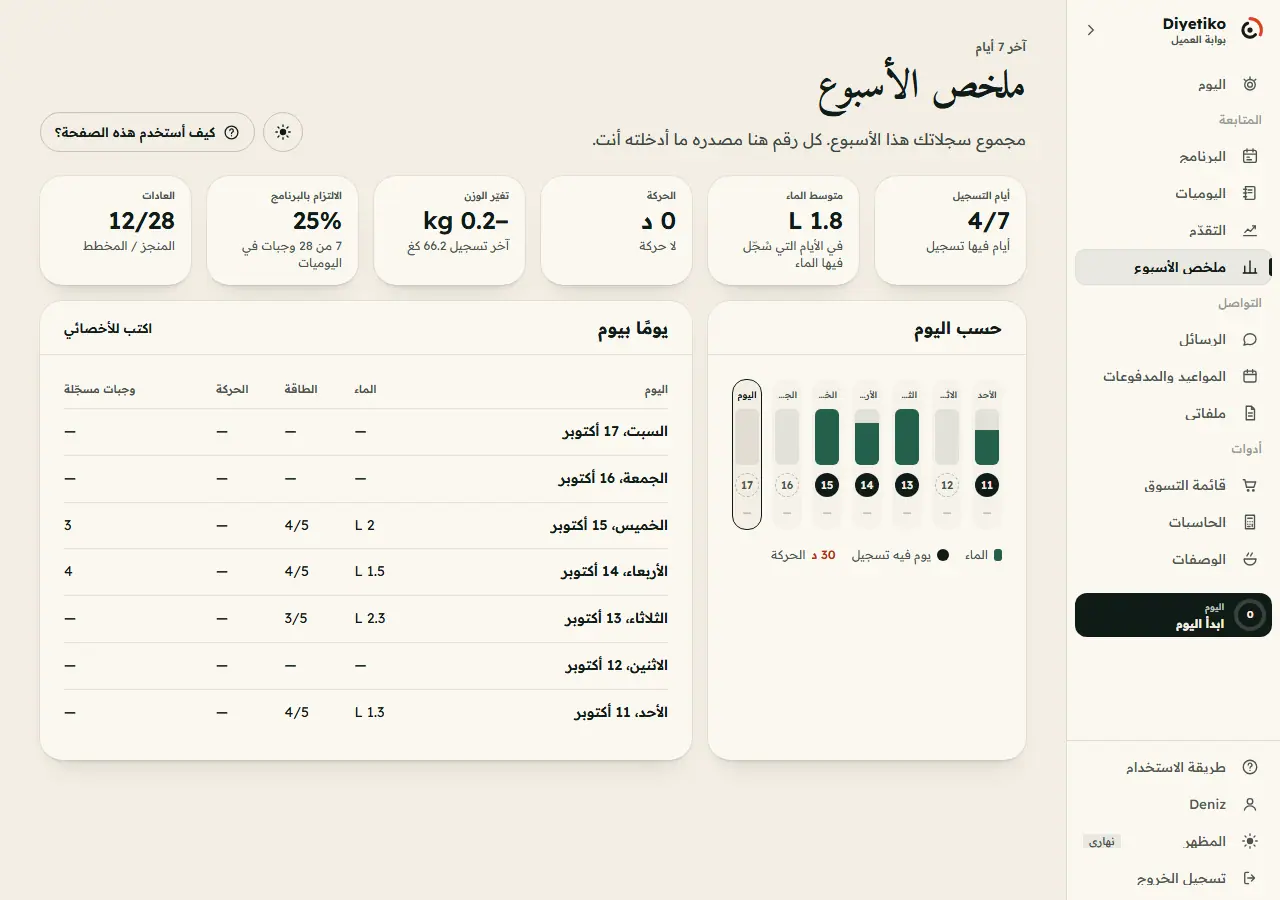 Diyetiko
بوابة العميل
اليوم
المتابعة
البرنامج
اليوميات
التقدّم
ملخص الأسبوع
التواصل
الرسائل
المواعيد والمدفوعات
ملفاتي
أدوات
قائمة التسوق
الحاسبات
الوصفات
0
اليوم
ابدأ اليوم
طريقة الاستخدام
Deniz
المظهر نهاري
تسجيل الخروج
آخر 7 أيام
ملخص الأسبوع
مجموع سجلاتك هذا الأسبوع. كل رقم هنا مصدره ما أدخلته أنت.
كيف أستخدم هذه الصفحة؟
أيام التسجيل
4/7
أيام فيها تسجيل
متوسط الماء
1.8 L
في الأيام التي سُجّل
فيها الماء
الحركة
0 د
لا حركة
تغيّر الوزن
–0.2 kg
آخر تسجيل 66.2 كغ
الالتزام بالبرنامج
25%
7 من 28 وجبات في
اليوميات
العادات
12/28
المنجز / المخطط
حسب اليوم
الأحد الاث... الث... الأر... الخ... الج... اليوم
11 12 13 14 15 16 17
– – – – – – –
الماء يوم فيه تسجيل 30 د الحركة
يومًا بيوم اكتب للأخصائي
اليوم الماء الطاقة الحركة وجبات مسجّلة
السبت، 17 أكتوبر — — — —
الجمعة، 16 أكتوبر — — — —
الخميس، 15 أكتوبر 2 L 4/5 — 3
الأربعاء، 14 أكتوبر 1.5 L 4/5 — 4
الثلاثاء، 13 أكتوبر 2.3 L 3/5 — —
الاثنين، 12 أكتوبر — — — —
الأحد، 11 أكتوبر 1.3 L 4/5 — —